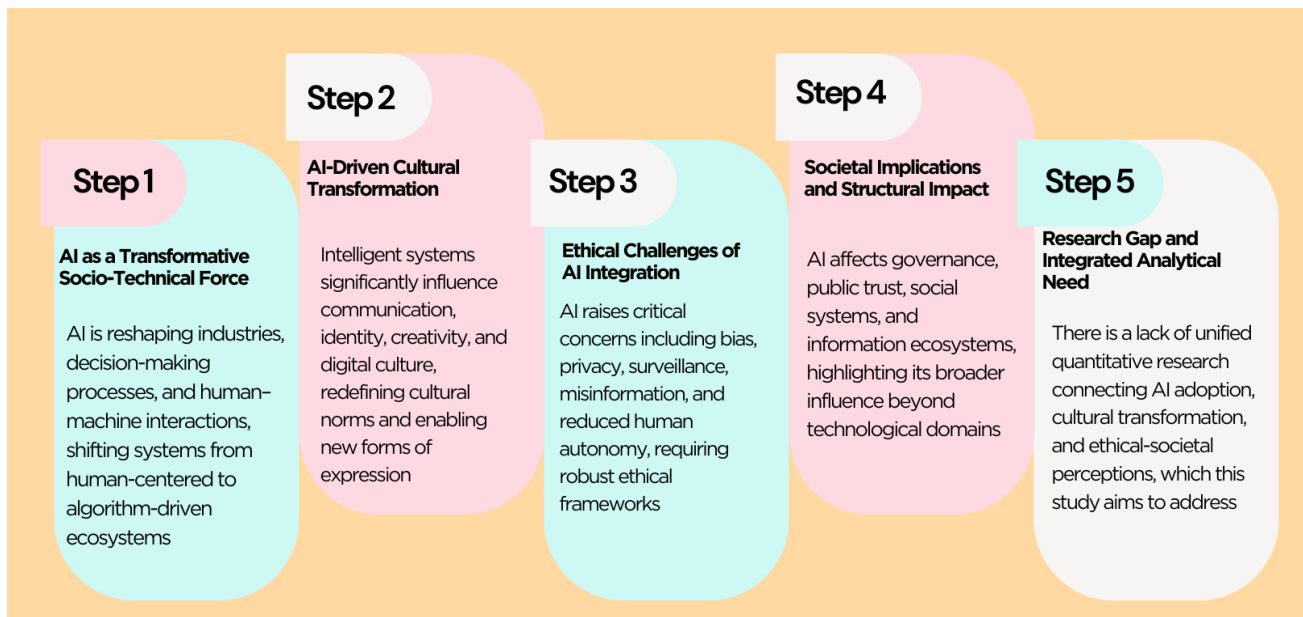 Step 1
AI as a Transformative
Socio-Technical Force
AI is reshaping industries,
decision-making
processes, and human–
machine interactions,
shifting systems from
human-centered to
algorithm-driven
ecosystems
Step 2
AI-Driven Cultural
Transformation
Intelligent systems
significantly influence
communication,
identity, creativity, and
digital culture,
redefining cultural
norms and enabling
new forms of
expression
Step 3
Ethical Challenges of
AI Integration
AI raises critical
concerns including bias,
privacy, surveillance,
misinformation, and
reduced human
autonomy, requiring
robust ethical
frameworks
Step 4
Societal Implications
and Structural Impact
AI affects governance,
public trust, social
systems, and
information ecosystems,
highlighting its broader
influence beyond
technological domains
Step 5
Research Gap and
Integrated Analytical
Need
There is a lack of unified
quantitative research
connecting AI adoption,
cultural transformation,
and ethical-societal
perceptions, which this
study aims to address